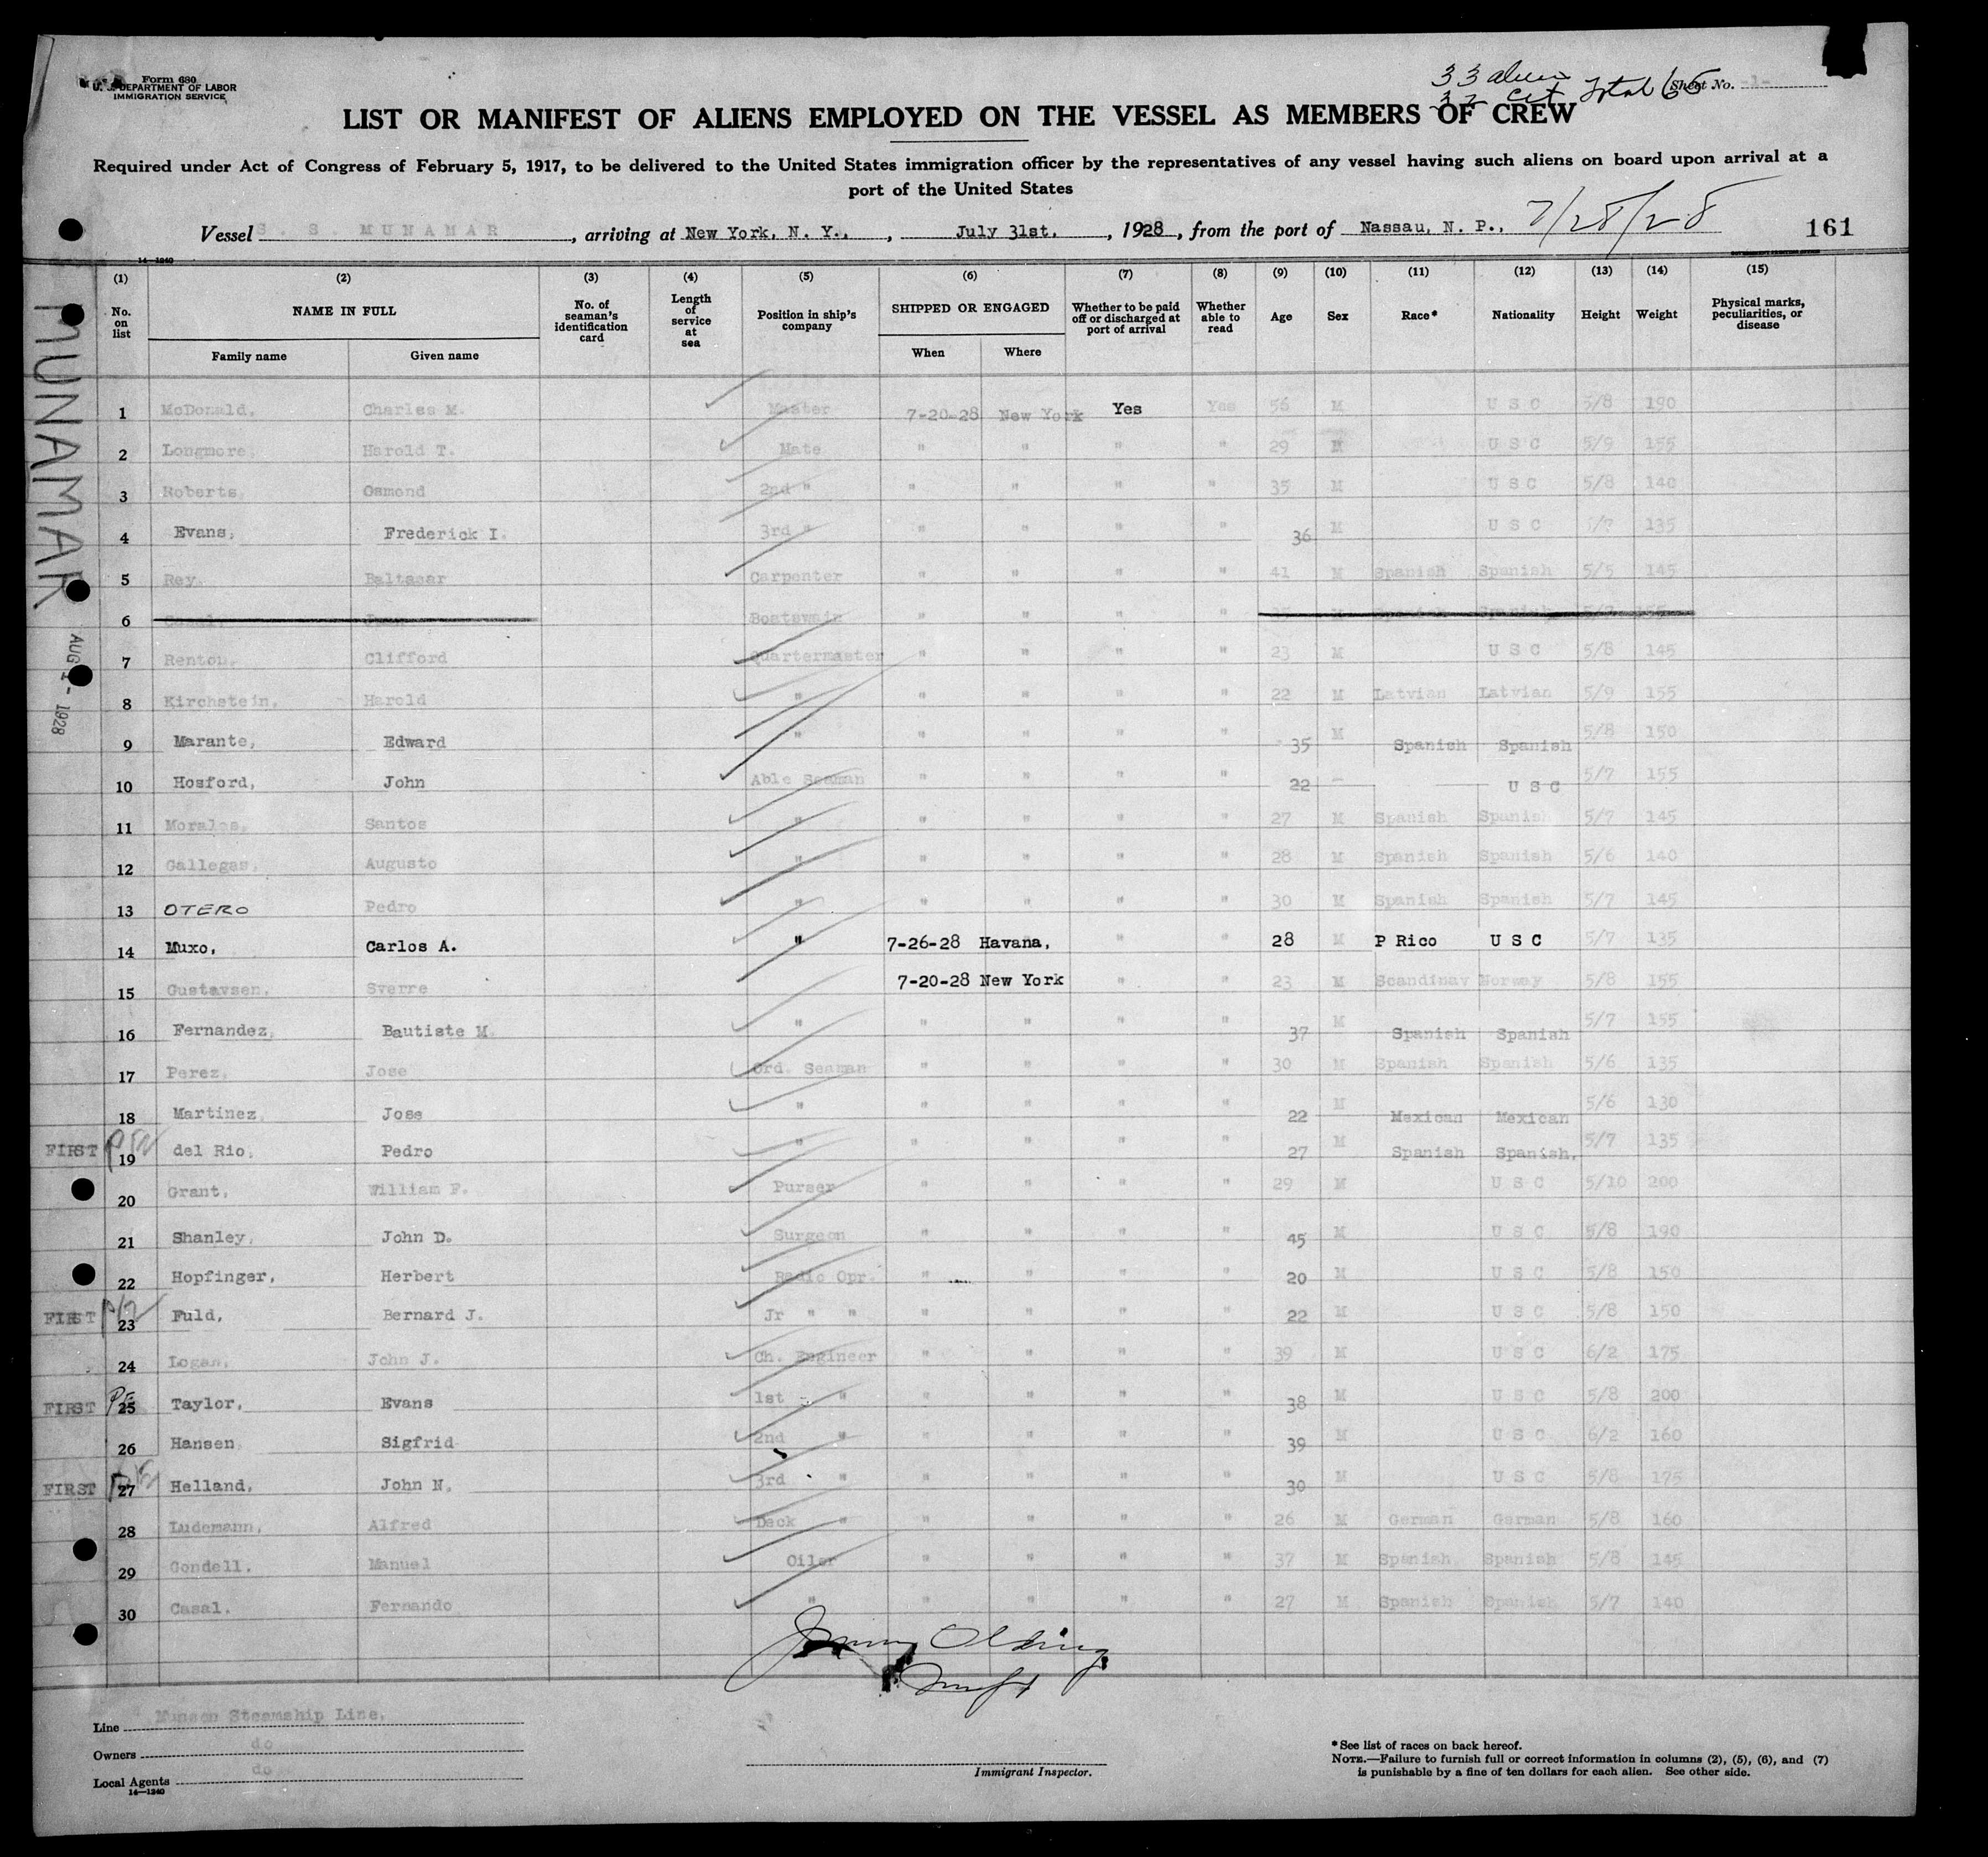 Form 680
U. S. DEPARTMENT OF LABOR
IMMIGRATION SERVICE
33 alien
32 cit Total 65
Sheet No. -1-
LIST OR MANIFEST OF ALIENS EMPLOYED ON THE VESSEL AS MEMBERS OF CREW
Required under Act of Congress of February 5, 1917, to be delivered to the United States immigration officer by the representatives of any vessel having such aliens on board upon arrival at a
port of the United States
Vessel S. S. MUNAMAR, arriving at New York, N. Y., July 31st, 1928, from the port of Nassau, N. P., 7/28/28 161
14—1240
MUNAMAR
AUG 1 - 1928
(1) (2) (3) (4) (5) (6) (7) (8) (9) (10) (11) (12) (13) (14) (15)
No. on list NAME IN FULL No. of seaman's identification card Length of service at sea Position in ship's company SHIPPED OR ENGAGED Whether to be paid off or discharged at port of arrival Whether able to read Age Sex Race* Nationality Height Weight Physical marks, peculiarities, or disease
Family name Given name When Where
1 McDonald, Charles M. Master 7-20-28 New York Yes Yes 56 M U S C 5/8 190
2 Longmore, Harold T. Mate " " " " 29 M U S C 5/9 155
3 Roberts, Osmond 2nd " " " " " 35 M U S C 5/8 140
4 Evans, Frederick I. 3rd " " " " " 36 M U S C 135
5 Rey, Baltasar Carpenter " " " " 41 M Spanish Spanish 5/5 145
6 Boatswain " " " " M Spanish Spanish 155
7 Renton, Clifford Quartermaster " " " " 23 M U S C 5/8 145
8 Kirchstein, Harold " " " " " 22 M Latvian Latvian 5/9 155
9 Marante, Edward " " " " " 35 M Spanish Spanish 5/8 150
10 Hosford, John Able Seaman " " " " 22 U S C 5/7 155
11 Morales, Santos " " " " " 27 M Spanish Spanish 5/7 145
12 Gallegas, Augusto " " " " " 28 M Spanish Spanish 5/6 140
13 OTERO Pedro " " " " " 30 M Spanish Spanish 5/7 145
14 Muxo, Carlos A. " 7-26-28 Havana, " " 28 M P Rico U S C 5/7 135
15 Gustavsen, Sverre 7-20-28 New York " " 23 M Scandinav Norway 5/8 155
16 Fernandez, Bautiste M. " " " " " 37 M Spanish Spanish 5/7 155
17 Perez, Jose Ord. Seaman " " " " 30 M Spanish Spanish 5/6 135
18 Martinez, Jose " " " " " 22 M Mexican Mexican 5/6 130
FIRST 19 del Rio, Pedro " " " " " 27 M Spanish Spanish, 5/7 135
20 Grant, William F. Purser " " " " 29 M U S C 5/10 200
21 Shanley, John D. Surgeon " " " " 45 M U S C 5/8 190
22 Hopfinger, Herbert Radio Opr. " " " " 20 M U S C 5/8 150
FIRST 23 Fuld, Bernard J. Jr " " " " " " 22 M U S C 5/8 150
24 Logan, John J. Ch. Engineer " " " " 39 M U S C 6/2 175
FIRST 25 Taylor, Evans 1st - " " " " " 38 M U S C 5/8 200
26 Hansen, Sigfrid 2nd " " " " " 39 M U S C 6/2 160
FIRST 27 Helland, John N. 3rd " " " " " 30 M U S C 5/8 175
28 Ludemann, Alfred Deck " " " " " 26 M German German 5/8 160
29 Gondell, Manuel Oiler " " " " 37 M Spanish Spanish 5/8 145
30 Casal, Fernando " " " " " 27 M Spanish Spanish 5/7 140
Line Munson Steamship Line,
Owners do
Local Agents do
14—1240
Immigrant Inspector.
*See list of races on back hereof.
NOTE.—Failure to furnish full or correct information in columns (2), (5), (6), and (7)
is punishable by a fine of ten dollars for each alien. See other side.